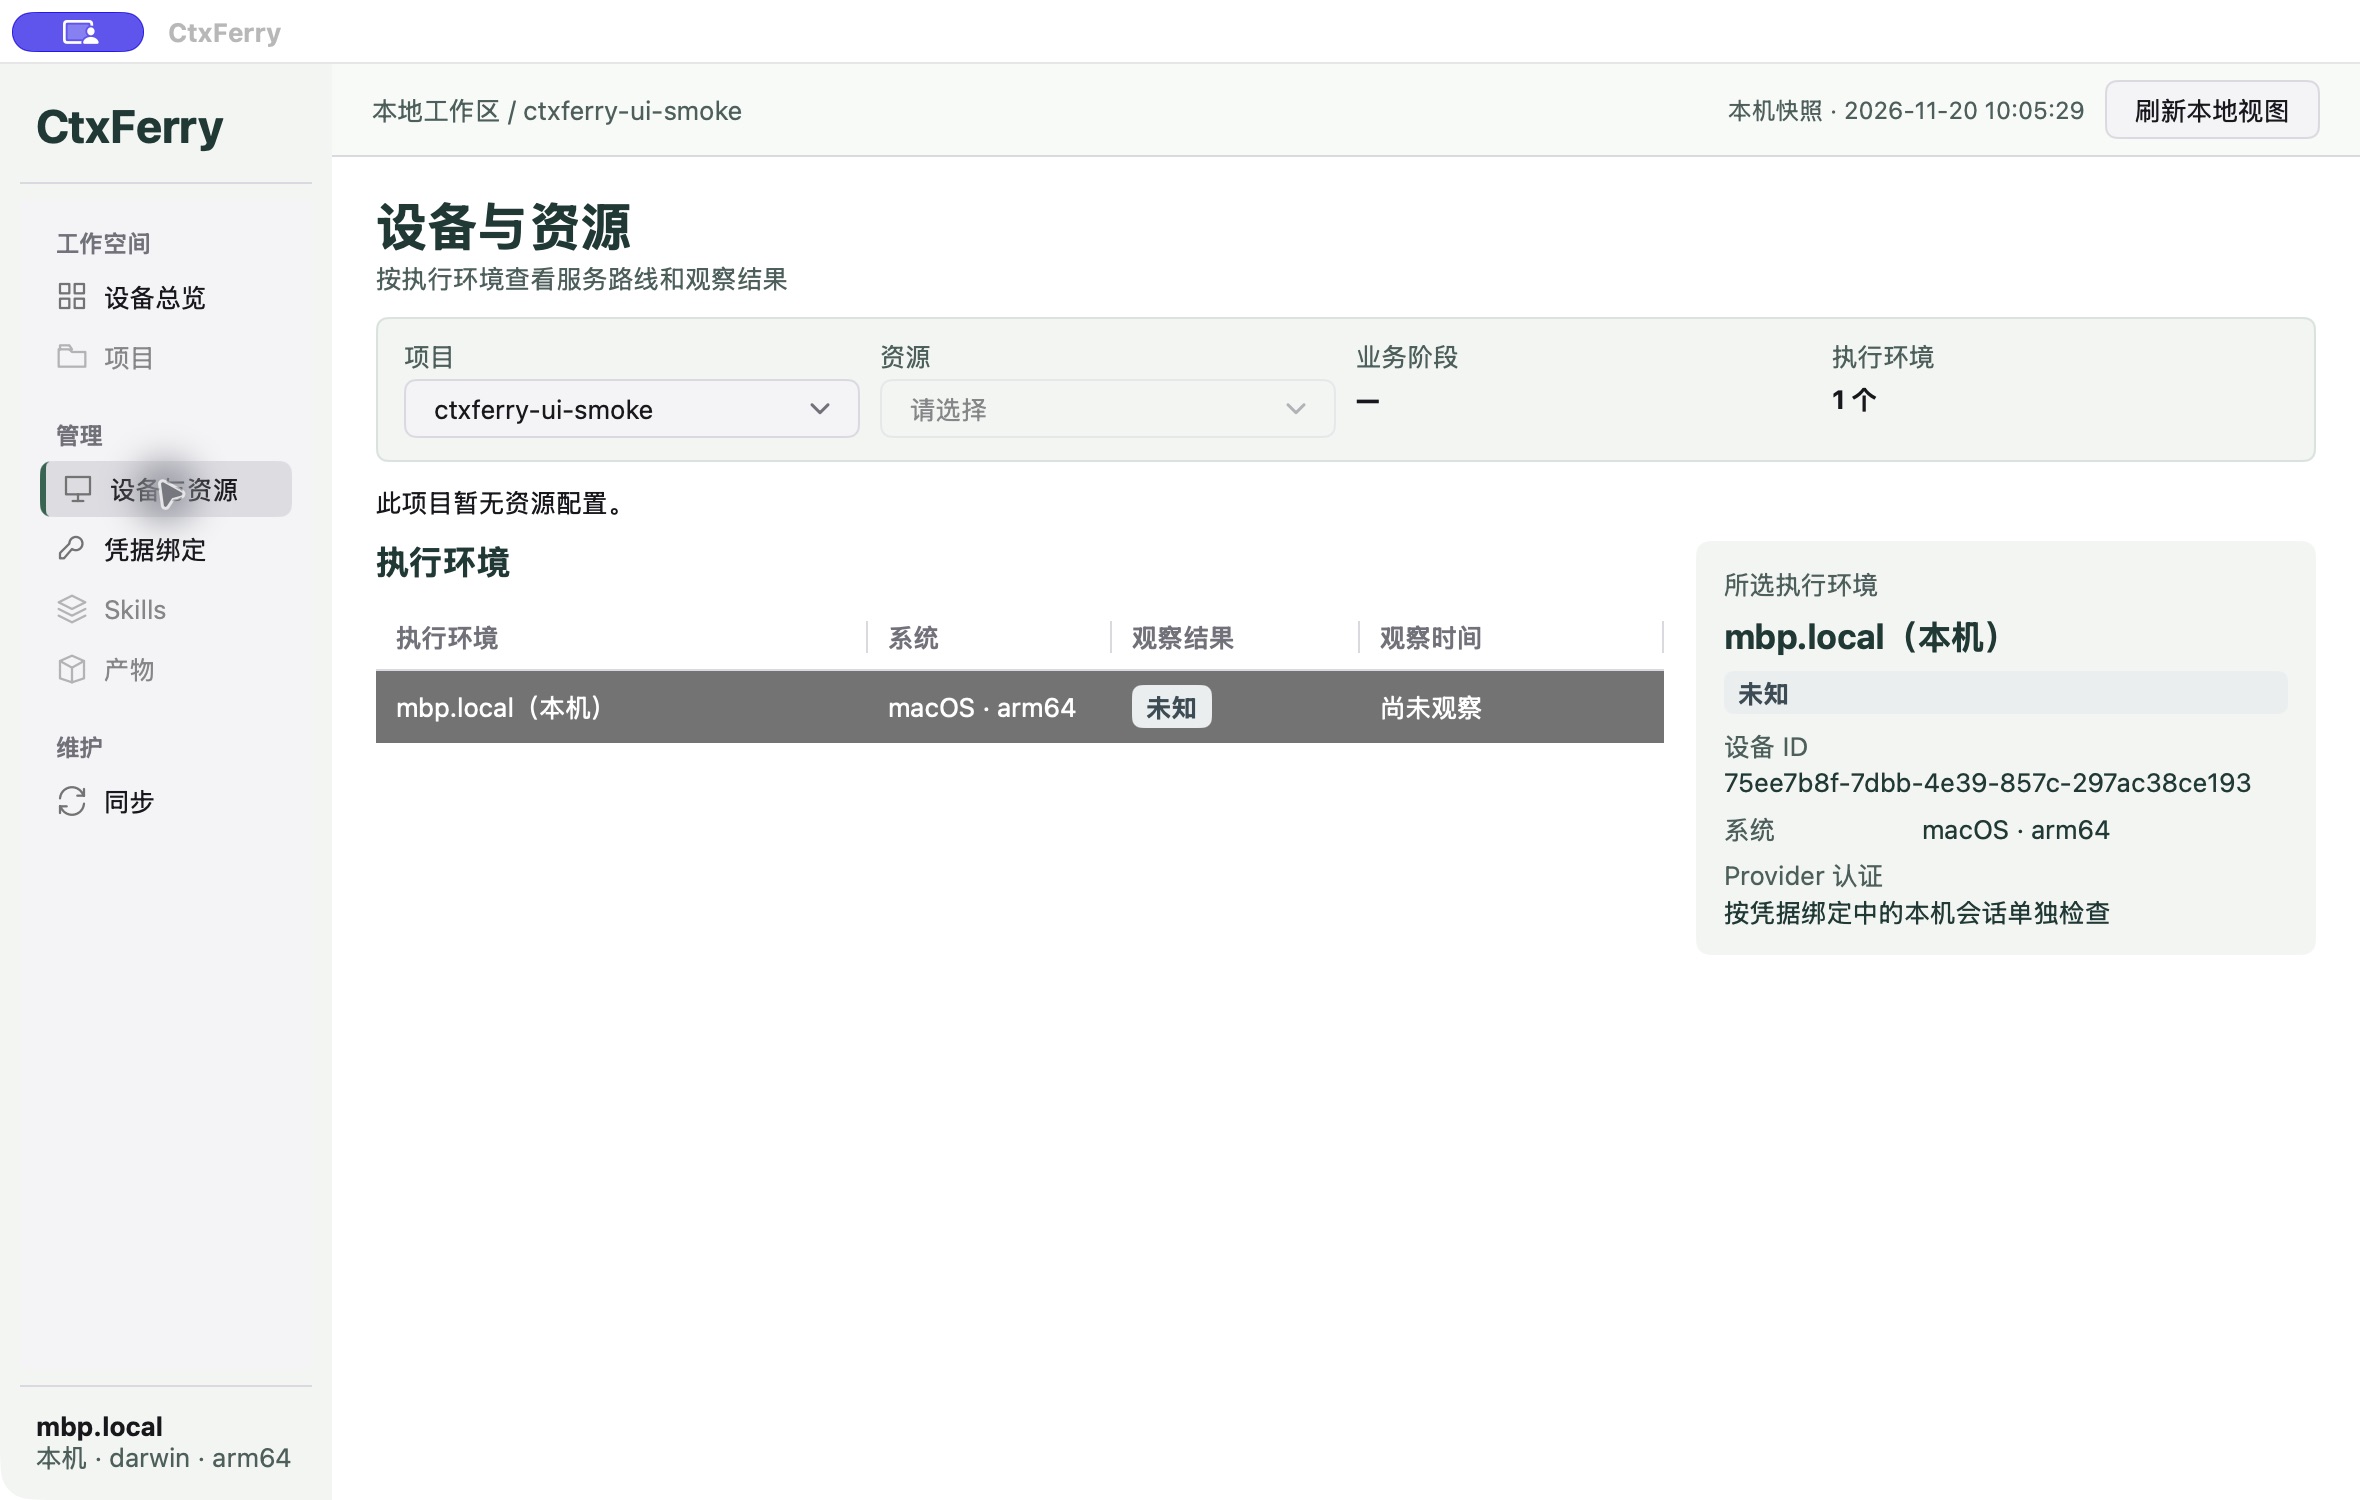 CtxFerry
CtxFerry
工作空间
设备总览
项目
管理
设备与资源
凭据绑定
Skills
产物
维护
同步
mbp.local
本机 · darwin · arm64
本地工作区 / ctxferry-ui-smoke
本机快照 · 2026-11-20 10:05:29
刷新本地视图
设备与资源
按执行环境查看服务路线和观察结果
项目
ctxferry-ui-smoke
资源
请选择
业务阶段
—
执行环境
1 个
此项目暂无资源配置。
执行环境
执行环境 系统 观察结果 观察时间
mbp.local（本机） macOS · arm64 未知 尚未观察
所选执行环境
mbp.local（本机）
未知
设备 ID
75ee7b8f-7dbb-4e39-857c-297ac38ce193
系统 macOS · arm64
Provider 认证
按凭据绑定中的本机会话单独检查